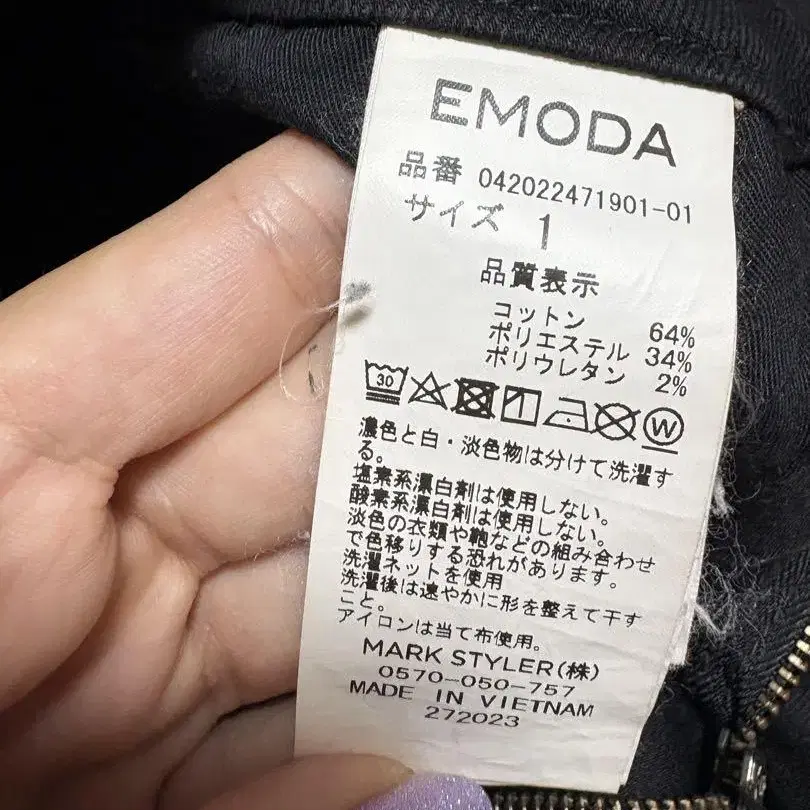 EMODA
品番 042022471901-01
サイズ 1
品質表示
コットン 64%
ポリエステル 34%
ポリウレタン 2%
30 W
濃色と白・淡色物は分けて洗濯す
る。
塩素系漂白剤は使用しない。
酸素系漂白剤は使用しない。
淡色の衣類や鞄などの組み合わせ
で色移りする恐れがあります。
洗濯ネットを使用
洗濯後は速やかに形を整えて干す
こと。
アイロンは当て布使用。
MARK STYLER(株)
0570-050-757
MADE IN VIETNAM
272023